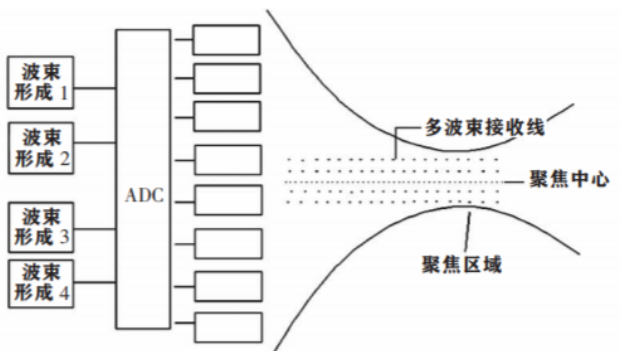 波束
形成 1
波束
形成 2
波束
形成 3
波束
形成 4
ADC
多波束接收线
聚焦中心
聚焦区域